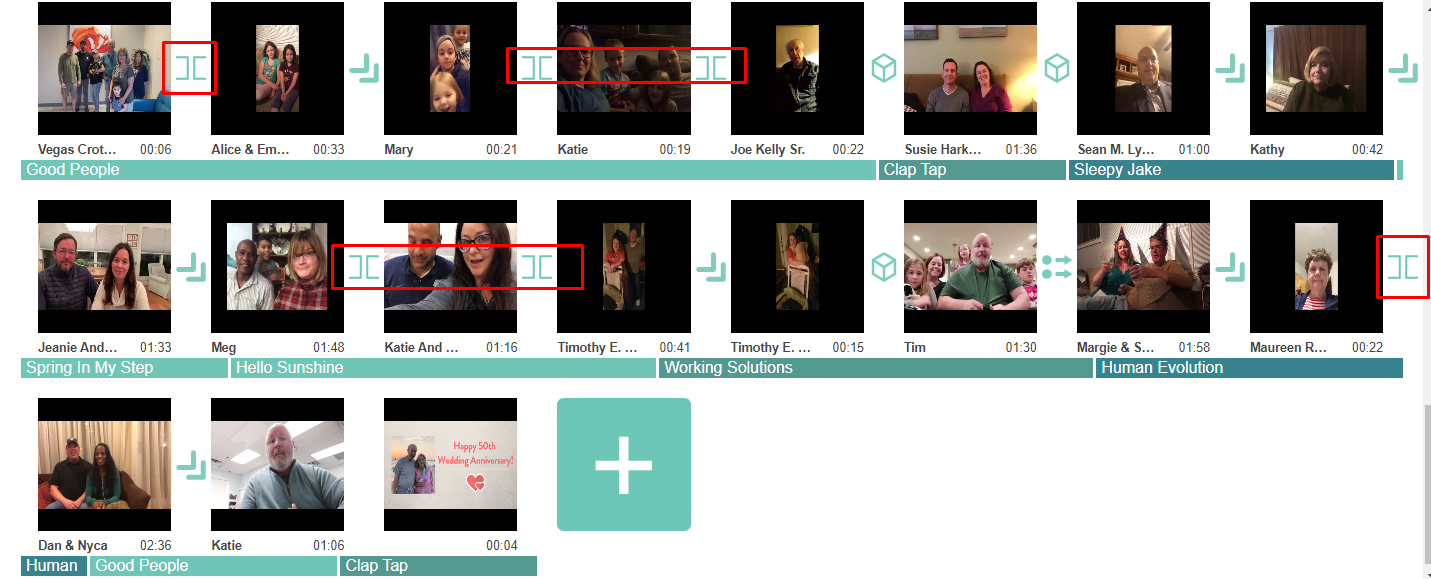 Vegas Crot... 00:06 Alice & Em... 00:33 Mary 00:21 Katie 00:19 Joe Kelly Sr. 00:22 Susie Hark... 01:36 Sean M. Ly... 01:00 Kathy 00:42
Good People Clap Tap Sleepy Jake
Jeanie And... 01:33 Meg 01:48 Katie And ... 01:16 Timothy E. ... 00:41 Timothy E. ... 00:15 Tim 01:30 Margie & S... 01:58 Maureen R... 00:22
Spring In My Step Hello Sunshine Working Solutions Human Evolution
Happy 50th
Wedding Anniversary!
Dan & Nyca 02:36 Katie 01:06 00:04
Human Good People Clap Tap